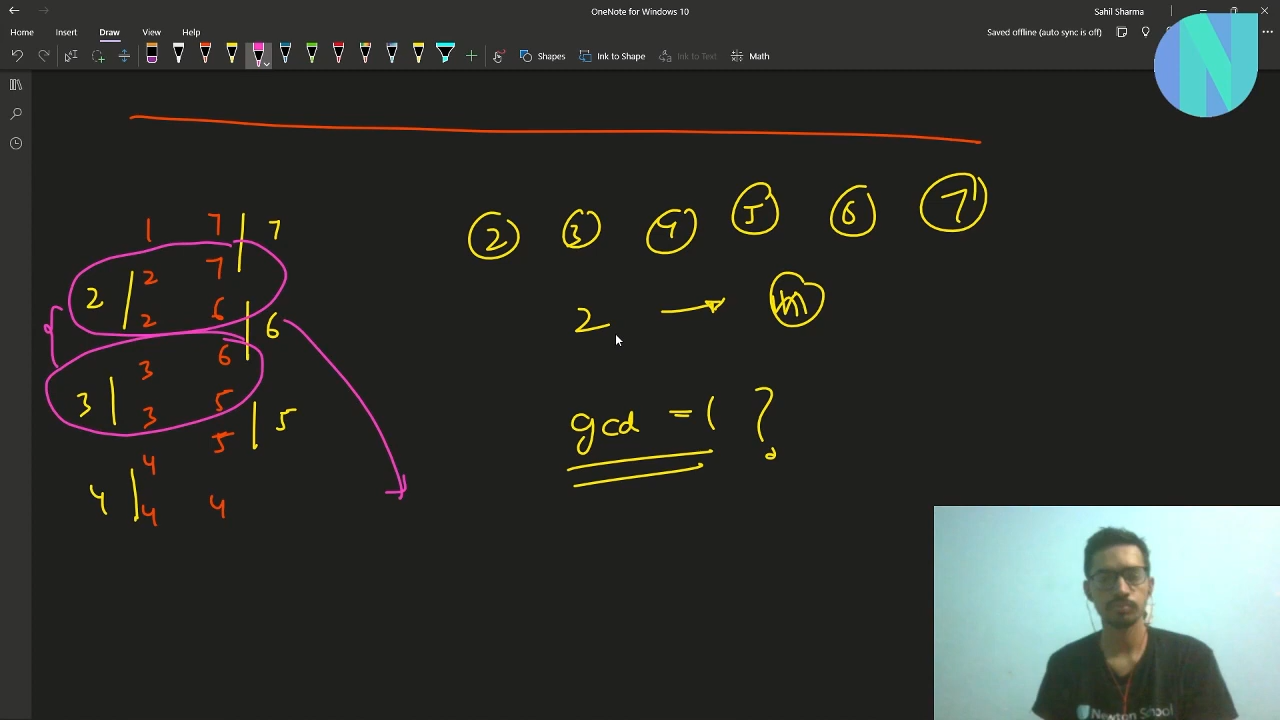 OneNote for Windows 10
Sahil Sharma
Home Insert Draw View Help
Saved offline (auto sync is off)
Shapes Ink to Shape Ink to Text Math
1 7 | 7
2 | 2 7
2 6 | 6
3 6
3 | 3 5
5 | 5
4
4 | 4 4
2 3 4 5 6 7
2 → m
gcd = 1 ?
Newton School